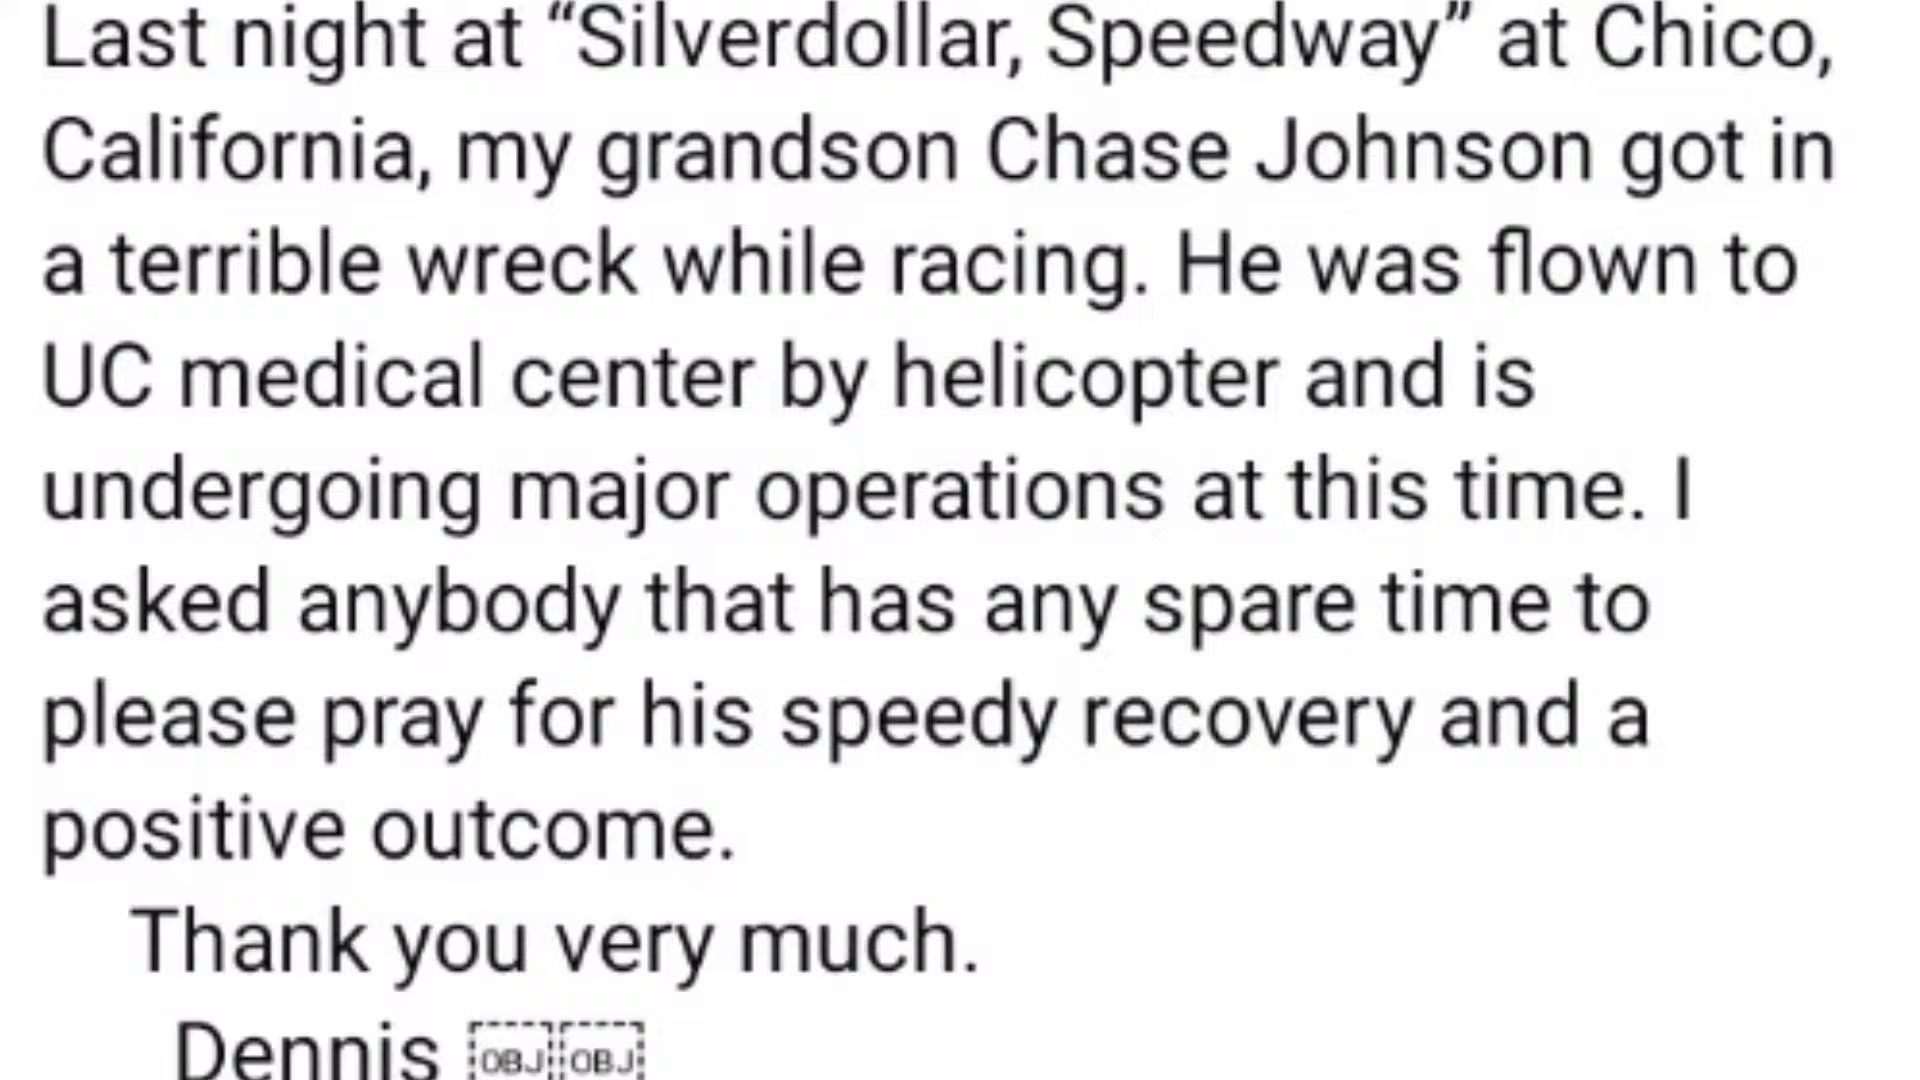 Last night at “Silverdollar, Speedway” at Chico,
California, my grandson Chase Johnson got in
a terrible wreck while racing. He was flown to
UC medical center by helicopter and is
undergoing major operations at this time. I
asked anybody that has any spare time to
please pray for his speedy recovery and a
positive outcome.
Thank you very much.
Dennis OBJ OBJ